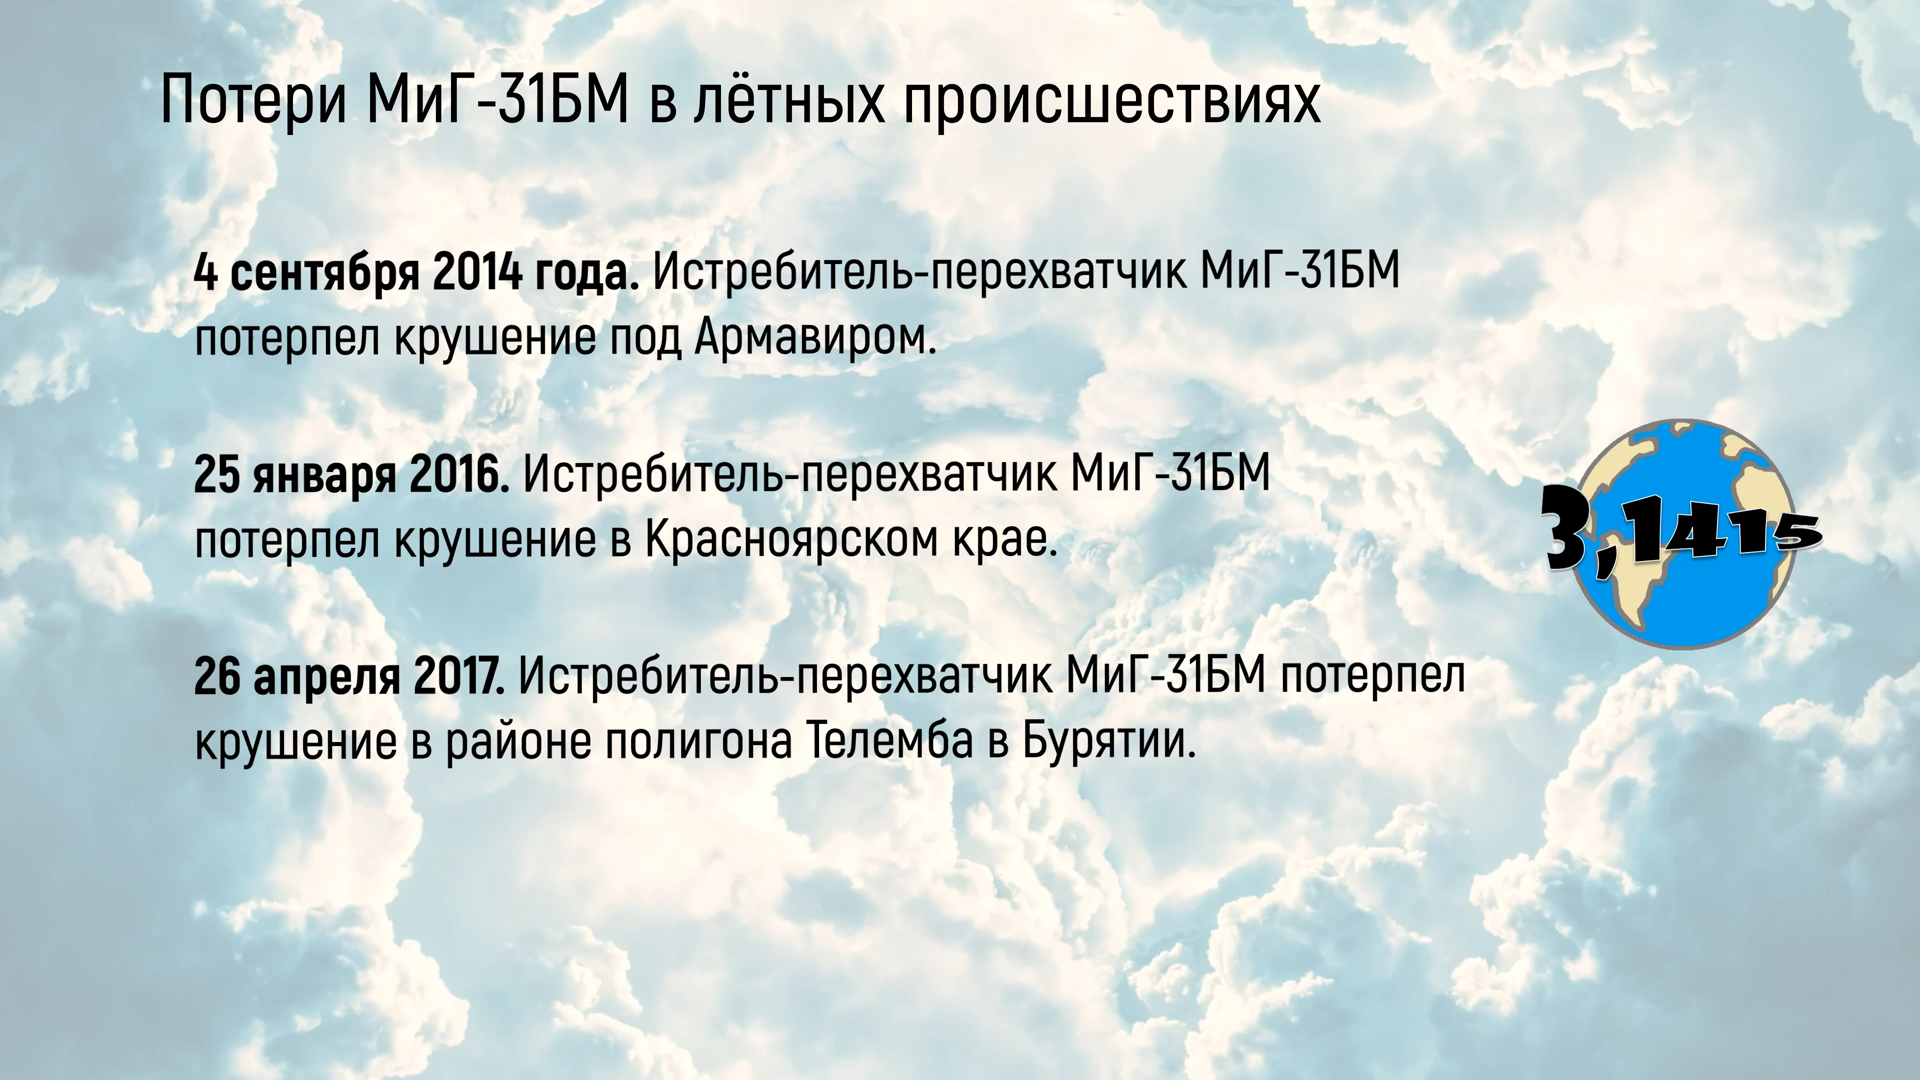 Потери МиГ-31БМ в лётных происшествиях
4 сентября 2014 года. Истребитель-перехватчик МиГ-31БМ
потерпел крушение под Армавиром.
25 января 2016. Истребитель-перехватчик МиГ-31БМ
потерпел крушение в Красноярском крае.
3,1415
26 апреля 2017. Истребитель-перехватчик МиГ-31БМ потерпел
крушение в районе полигона Телемба в Бурятии.